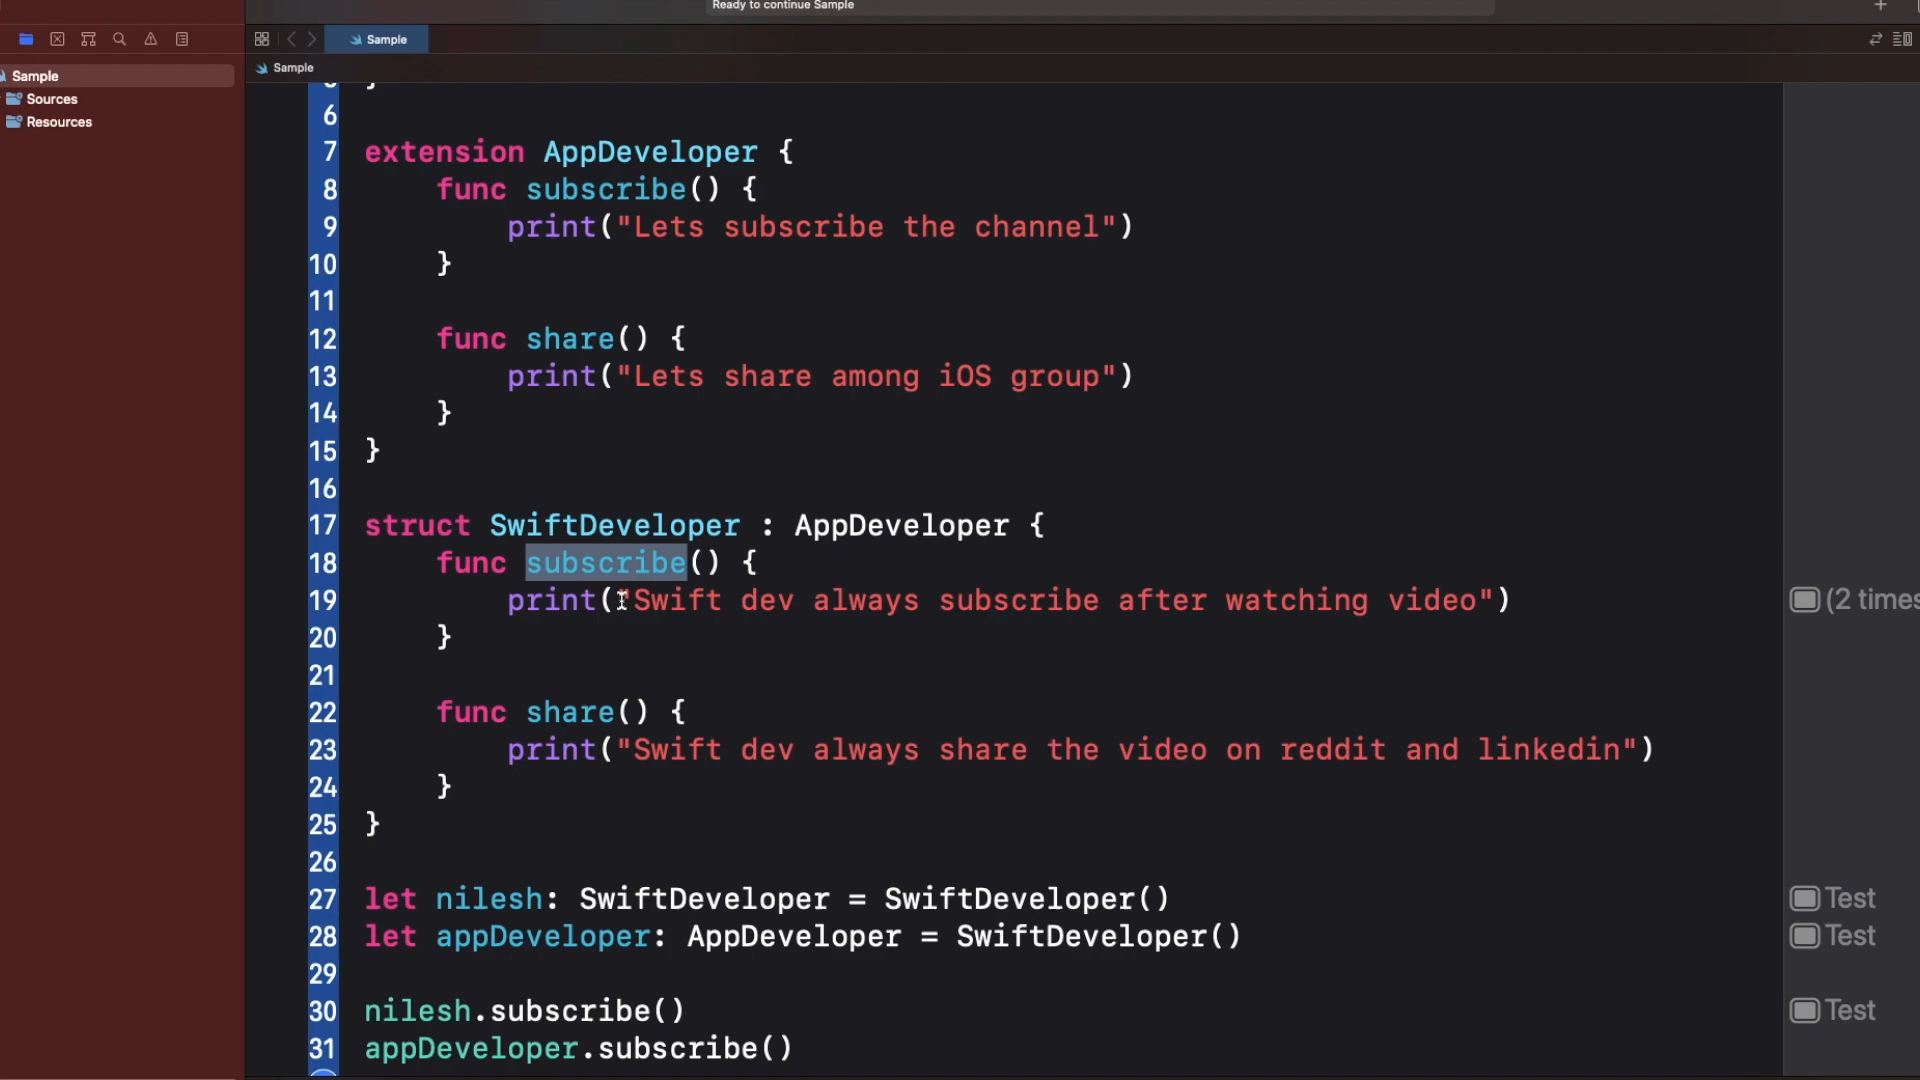 Ready to continue Sample
Sample
Sample
Sample
Sources
Resources
6
7 extension AppDeveloper {
8 func subscribe() {
9 print("Lets subscribe the channel")
10 }
11
12 func share() {
13 print("Lets share among iOS group")
14 }
15 }
16
17 struct SwiftDeveloper : AppDeveloper {
18 func subscribe() {
19 print("Swift dev always subscribe after watching video") (2 times
20 }
21
22 func share() {
23 print("Swift dev always share the video on reddit and linkedin")
24 }
25 }
26
27 let nilesh: SwiftDeveloper = SwiftDeveloper() Test
28 let appDeveloper: AppDeveloper = SwiftDeveloper() Test
29
30 nilesh.subscribe() Test
31 appDeveloper.subscribe()